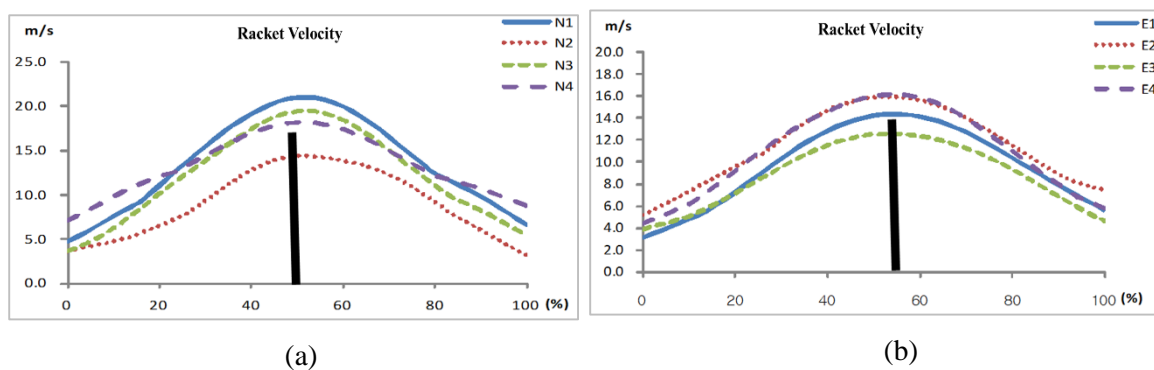 m/s
Racket Velocity
N1
N2
N3
N4
25.0
20.0
15.0
10.0
5.0
0.0
0 20 40 60 80 100 (%)
(a)
m/s
Racket Velocity
E1
E2
E3
E4
20.0
18.0
16.0
14.0
12.0
10.0
8.0
6.0
4.0
2.0
0.0
0 20 40 60 80 100 (%)
(b)